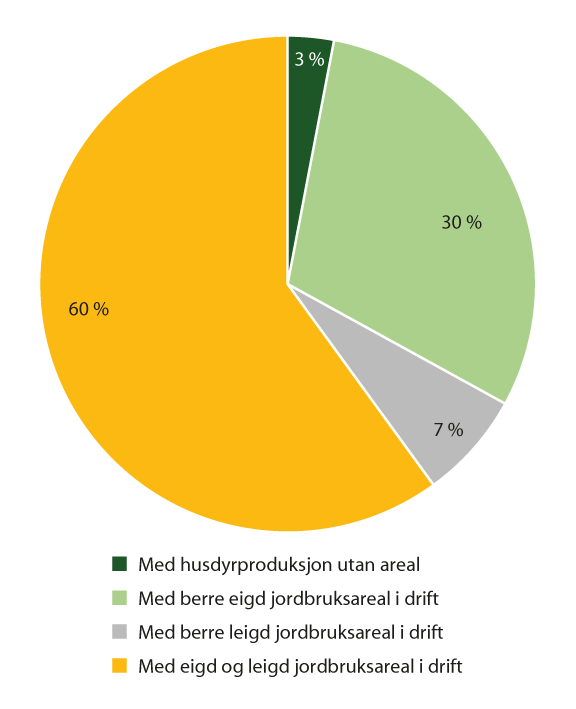 3 %
30 %
60 %
7 %
Med husdyrproduksjon utan areal
Med berre eigd jordbruksareal i drift
Med berre leigd jordbruksareal i drift
Med eigd og leigd jordbruksareal i drift